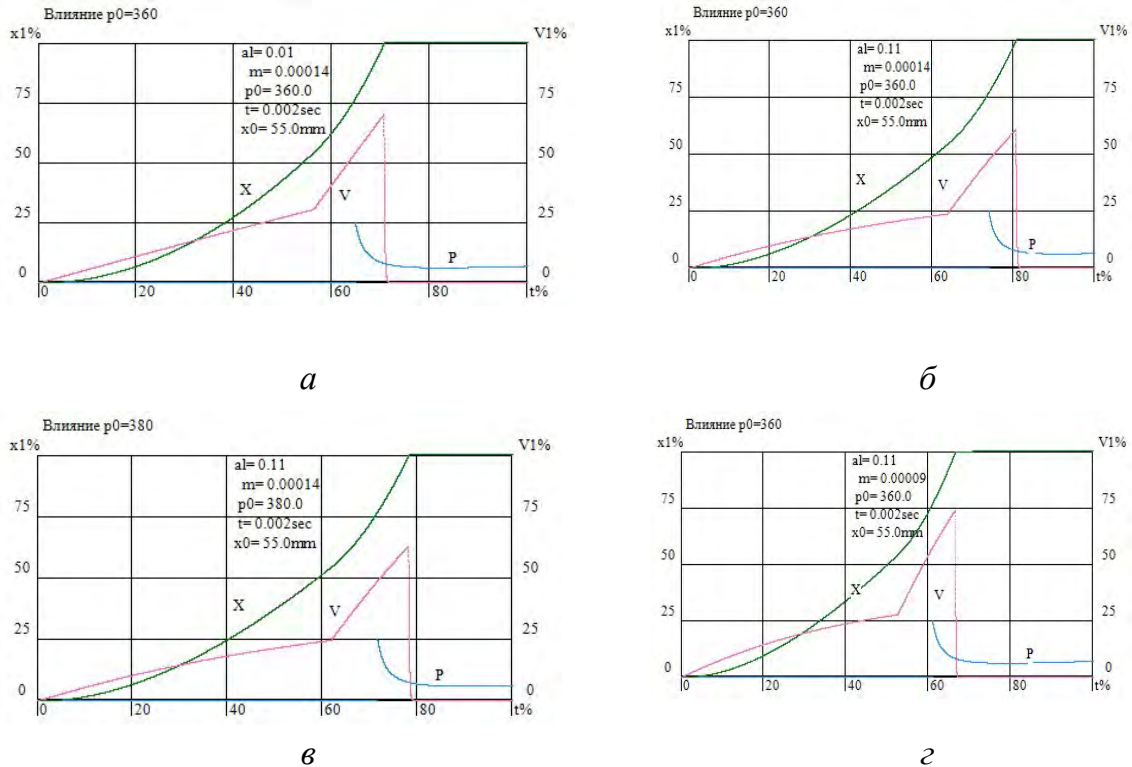 Влияние p0=360
x1% V1%
al= 0.01
m= 0.00014
p0= 360.0
t= 0.002sec
x0= 55.0mm
75 75
50 50
X V
25 25
P
0 0
0 20 40 60 80 t%
а
Влияние p0=360
x1% V1%
al= 0.11
m= 0.00014
p0= 360.0
t= 0.002sec
x0= 55.0mm
75 75
50 50
X V
25 25
P
0 0
0 20 40 60 80 t%
б
Влияние p0=380
x1% V1%
al= 0.11
m= 0.00014
p0= 380.0
t= 0.002sec
x0= 55.0mm
75 75
50 50
X V
25 25
P
0 0
0 20 40 60 80 t%
в
Влияние p0=360
x1% V1%
al= 0.11
m= 0.00009
p0= 360.0
t= 0.002sec
x0= 55.0mm
75 75
50 50
X V
25 25
P
0 0
0 20 40 60 80 t%
г